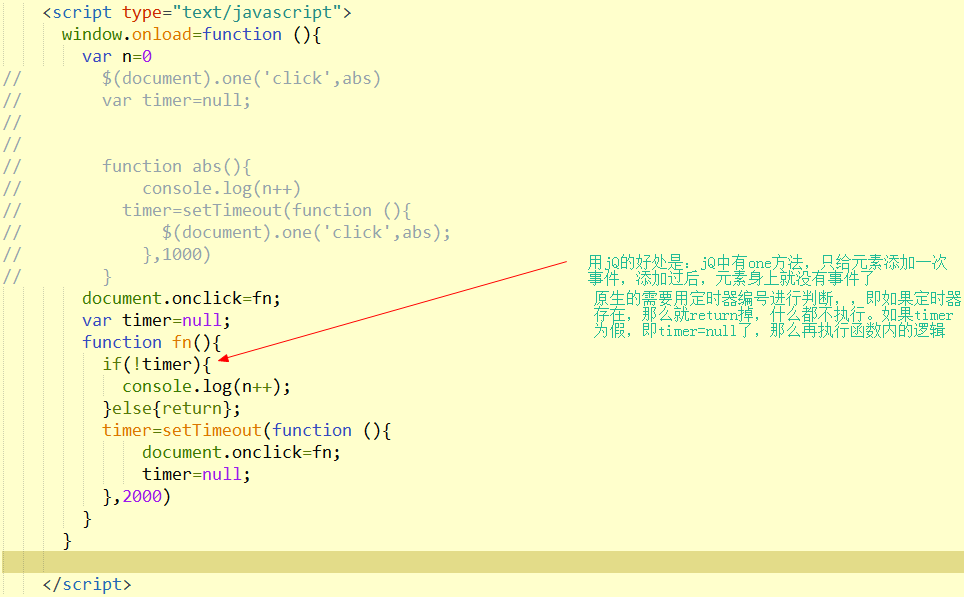 <script type="text/javascript">
window.onload=function (){
var n=0
// $(document).one('click',abs)
// var timer=null;
//
//
// function abs(){
// console.log(n++)
// timer=setTimeout(function (){
// $(document).one('click',abs);
// },1000)
// }
用jQ的好处是：jQ中有one方法，只给元素添加一次
事件，添加过后，元素身上就没有事件了
原生的需要用定时器编号进行判断，，即如果定时器
存在，那么就return掉，什么都不执行。如果timer
为假，即timer=null了，那么再执行函数内的逻辑
document.onclick=fn;
var timer=null;
function fn(){
if(!timer){
console.log(n++);
}else{return};
timer=setTimeout(function (){
document.onclick=fn;
timer=null;
},2000)
}
}
</script>